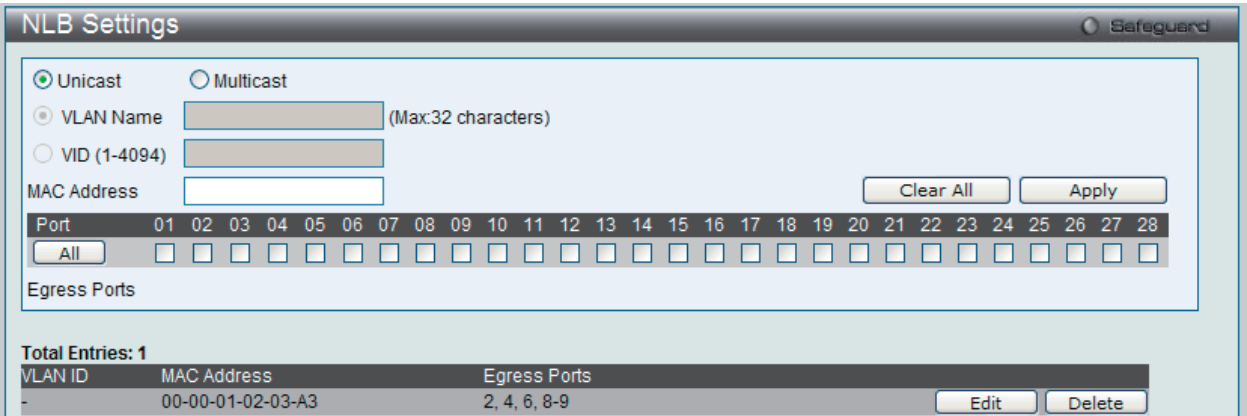 NLB Settings Safeguard
Unicast Multicast
VLAN Name (Max:32 characters)
VID (1-4094)
MAC Address Clear All Apply
Port 01 02 03 04 05 06 07 08 09 10 11 12 13 14 15 16 17 18 19 20 21 22 23 24 25 26 27 28
All
Egress Ports
Total Entries: 1
VLAN ID MAC Address Egress Ports
- 00-00-01-02-03-A3 2, 4, 6, 8-9 Edit Delete